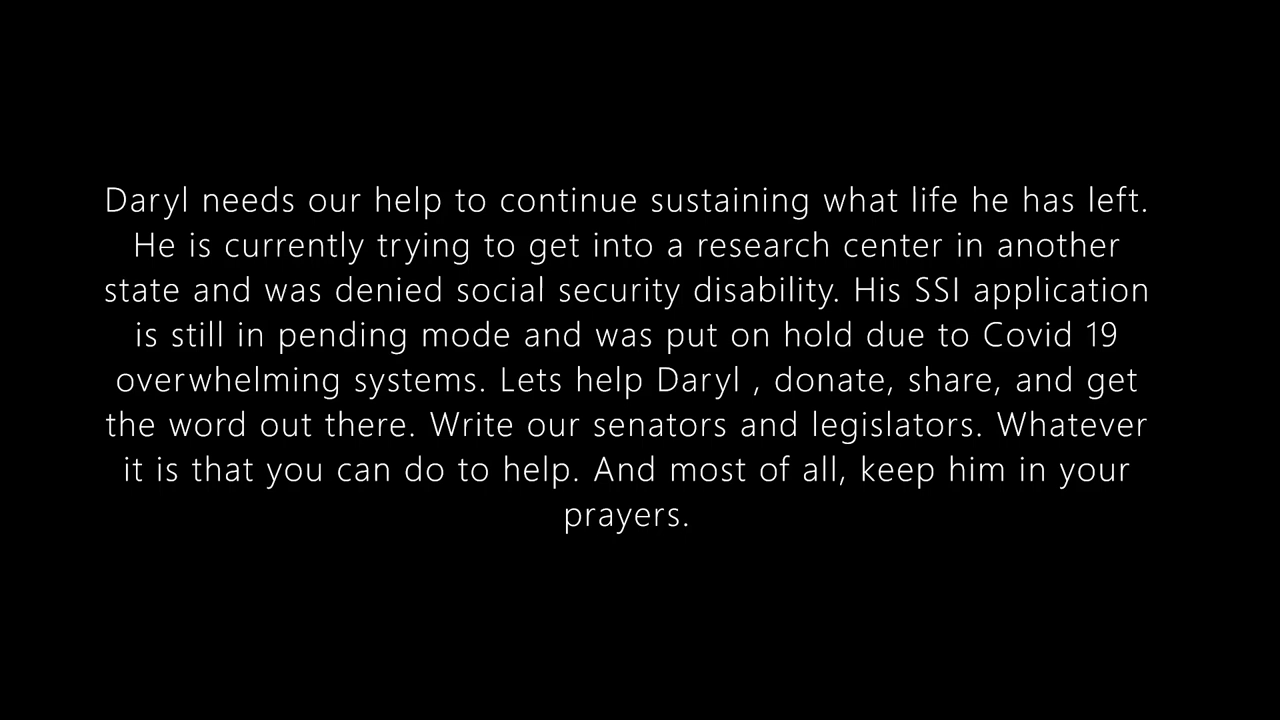 Daryl needs our help to continue sustaining what life he has left.
He is currently trying to get into a research center in another
state and was denied social security disability. His SSI application
is still in pending mode and was put on hold due to Covid 19
overwhelming systems. Lets help Daryl , donate, share, and get
the word out there. Write our senators and legislators. Whatever
it is that you can do to help. And most of all, keep him in your
prayers.